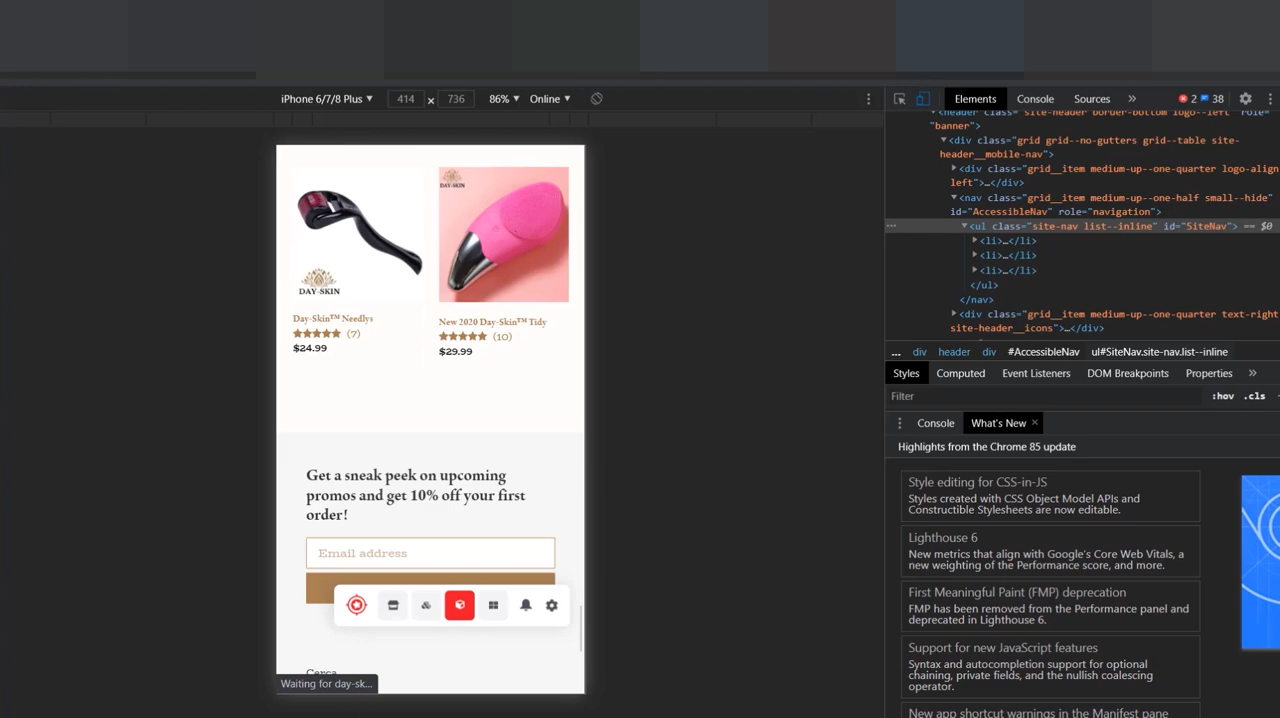 iPhone 6/7/8 Plus ▼ 414 × 736 86% ▼ Online ▼
Elements Console Sources » 2 38
<header class="site-header border-bottom logo--left" role=
"banner">
▼<div class="grid grid--no-gutters grid--table site-
header__mobile-nav">
▶<div class="grid__item medium-up--one-quarter logo-align
left">…</div>
▼<nav class="grid__item medium-up--one-half small--hide"
id="AccessibleNav" role="navigation">
… ▼<ul class="site-nav list--inline" id="SiteNav"> == $0
▶<li>…</li>
▶<li>…</li>
▶<li>…</li>
</ul>
</nav>
▶<div class="grid__item medium-up--one-quarter text-right
site-header__icons">…</div>
... div header div #AccessibleNav ul#SiteNav.site-nav.list--inline
Styles Computed Event Listeners DOM Breakpoints Properties »
Filter :hov .cls
Console What's New ×
Highlights from the Chrome 85 update
Style editing for CSS-in-JS
Styles created with CSS Object Model APIs and
Constructible Stylesheets are now editable.
Lighthouse 6
New metrics that align with Google's Core Web Vitals, a
new weighting of the Performance score, and more.
First Meaningful Paint (FMP) deprecation
FMP has been removed from the Performance panel and
deprecated in Lighthouse 6.
Support for new JavaScript features
Syntax and autocompletion support for optional
chaining, private fields, and the nullish coalescing
operator.
New app shortcut warnings in the Manifest pane
DAY-SKIN
DAY-SKIN
Day-Skin™ Needlys
(7)
$24.99
New 2020 Day-Skin™ Tidy
(10)
$29.99
Get a sneak peek on upcoming
promos and get 10% off your first
order!
Email address
Cerca
Waiting for day-sk...